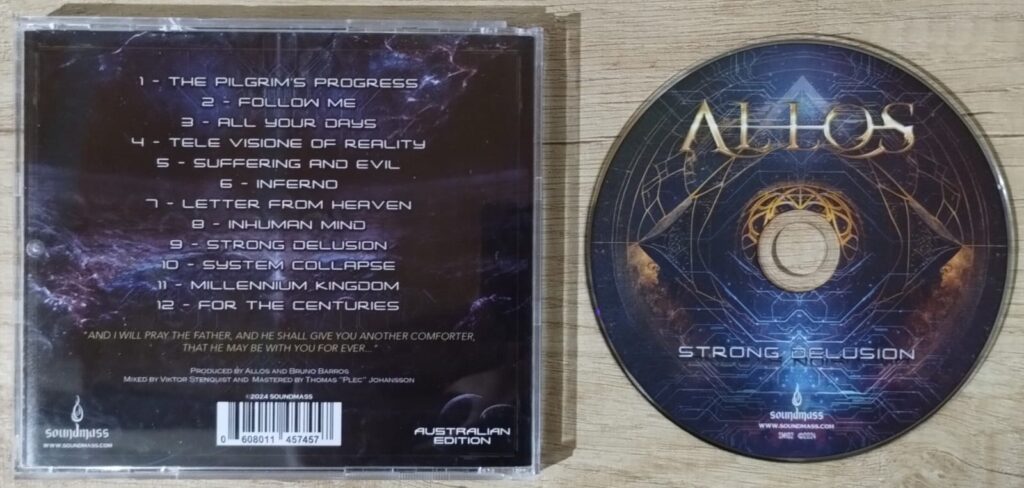 1 - THE PILGRIM'S PROGRESS
2 - FOLLOW ME
3 - ALL YOUR DAYS
4 - TELE VISIONE OF REALITY
5 - SUFFERING AND EVIL
6 - INFERNO
7 - LETTER FROM HEAVEN
8 - INHUMAN MIND
9 - STRONG DELUSION
10 - SYSTEM COLLAPSE
11 - MILLENNIUM KINGDOM
12 - FOR THE CENTURIES
"AND I WILL PRAY THE FATHER, AND HE SHALL GIVE YOU ANOTHER COMFORTER,
THAT HE MAY BE WITH YOU FOR EVER..."
PRODUCED BY ALLOS AND BRUNO BARROS
MIXED BY VIKTOR STENQUIST AND MASTERED BY THOMAS "PLEC" JOHANSSON
©2024 SOUNDMASS
soundmass
WWW.SOUNDMASS.COM
0 608011 457457
AUSTRALIAN
EDITION
ALLOS
STRONG DELUSION
soundmass
WWW.SOUNDMASS.COM